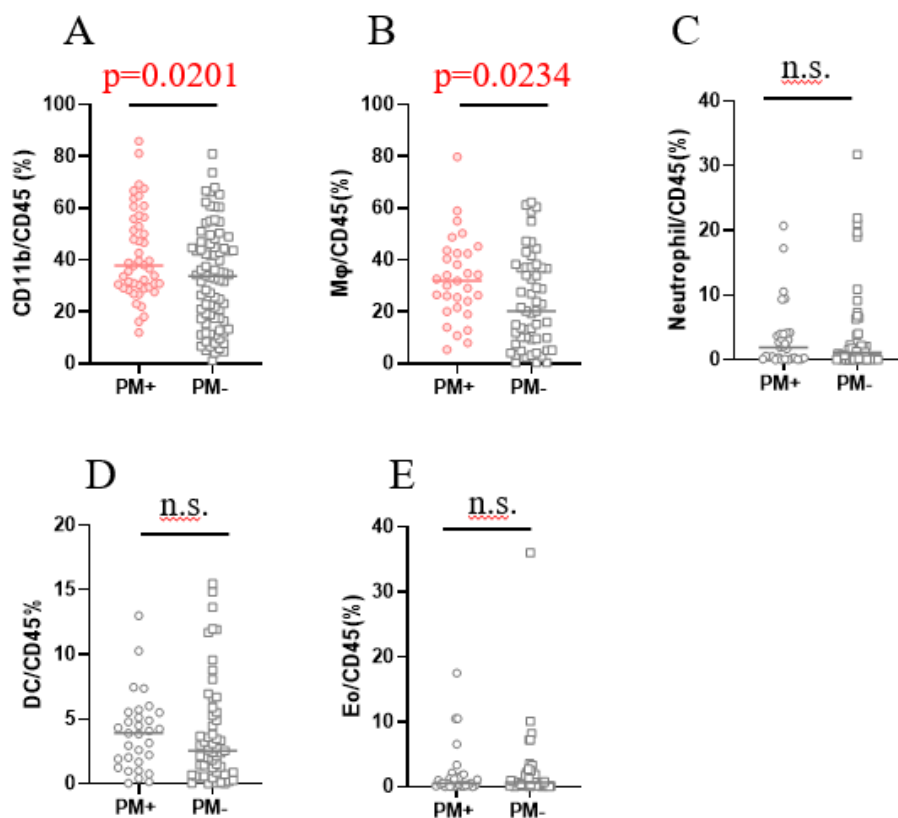 A
B
C
p=0.0201
p=0.0234
n.s.
CD11b/CD45 (%)
100
80
60
40
20
0
PM+ PM-
Mφ/CD45(%)
100
80
60
40
20
0
PM+ PM-
Neutrophil/CD45(%)
40
30
20
10
0
PM+ PM-
D
E
n.s.
n.s.
DC/CD45%
20
15
10
5
0
PM+ PM-
Eo/CD45(%)
40
30
20
10
0
PM+ PM-